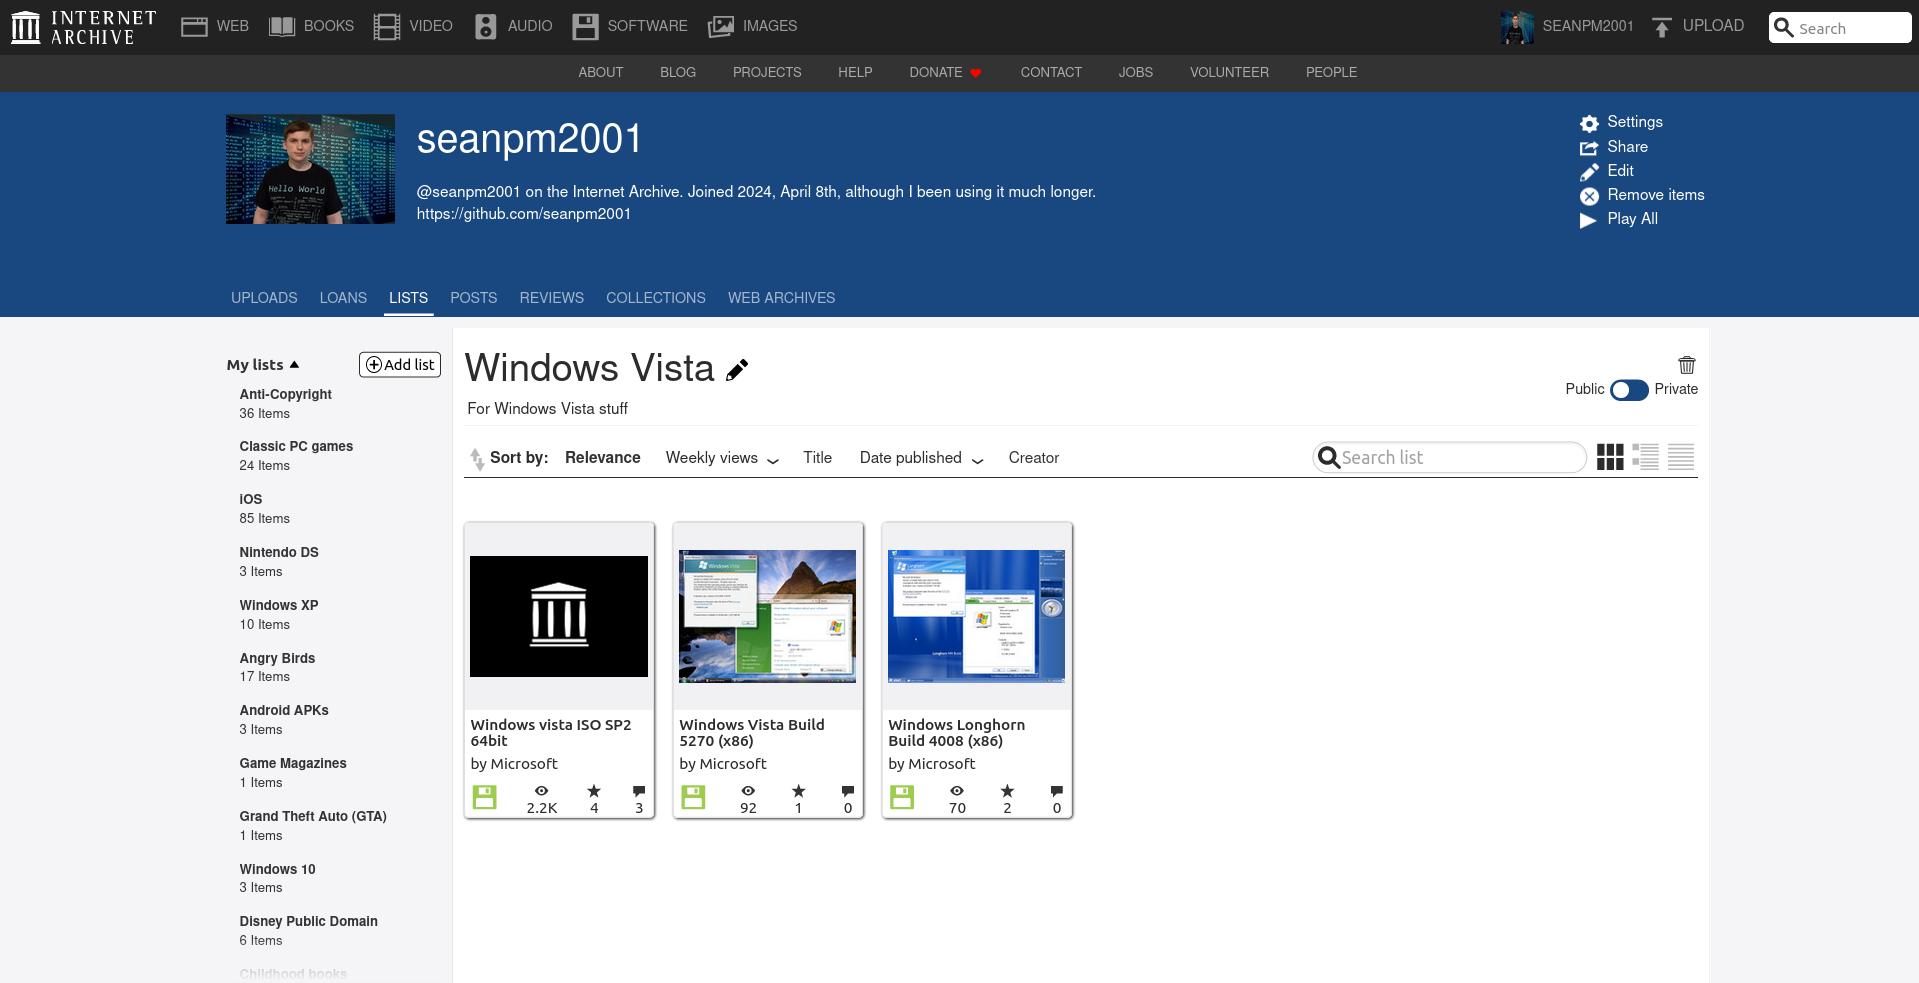 INTERNET ARCHIVE
WEB BOOKS VIDEO AUDIO SOFTWARE IMAGES
SEANPM2001 UPLOAD Search
ABOUT BLOG PROJECTS HELP DONATE CONTACT JOBS VOLUNTEER PEOPLE
Hello World
seanpm2001
@seanpm2001 on the Internet Archive. Joined 2024, April 8th, although I been using it much longer.
https://github.com/seanpm2001
Settings
Share
Edit
Remove items
Play All
UPLOADS LOANS LISTS POSTS REVIEWS COLLECTIONS WEB ARCHIVES
My lists Add list
Anti-Copyright
36 Items
Classic PC games
24 Items
iOS
85 Items
Nintendo DS
3 Items
Windows XP
10 Items
Angry Birds
17 Items
Android APKs
3 Items
Game Magazines
1 Items
Grand Theft Auto (GTA)
1 Items
Windows 10
3 Items
Disney Public Domain
6 Items
Childhood books
Windows Vista
For Windows Vista stuff
Public Private
Sort by: Relevance Weekly views Title Date published Creator
Search list
Windows vista ISO SP2
64bit
by Microsoft
2.2K 4 3
Windows Vista
Windows Vista Build
5270 (x86)
by Microsoft
92 1 0
Longhorn
Windows Longhorn
Build 4008 (x86)
by Microsoft
70 2 0